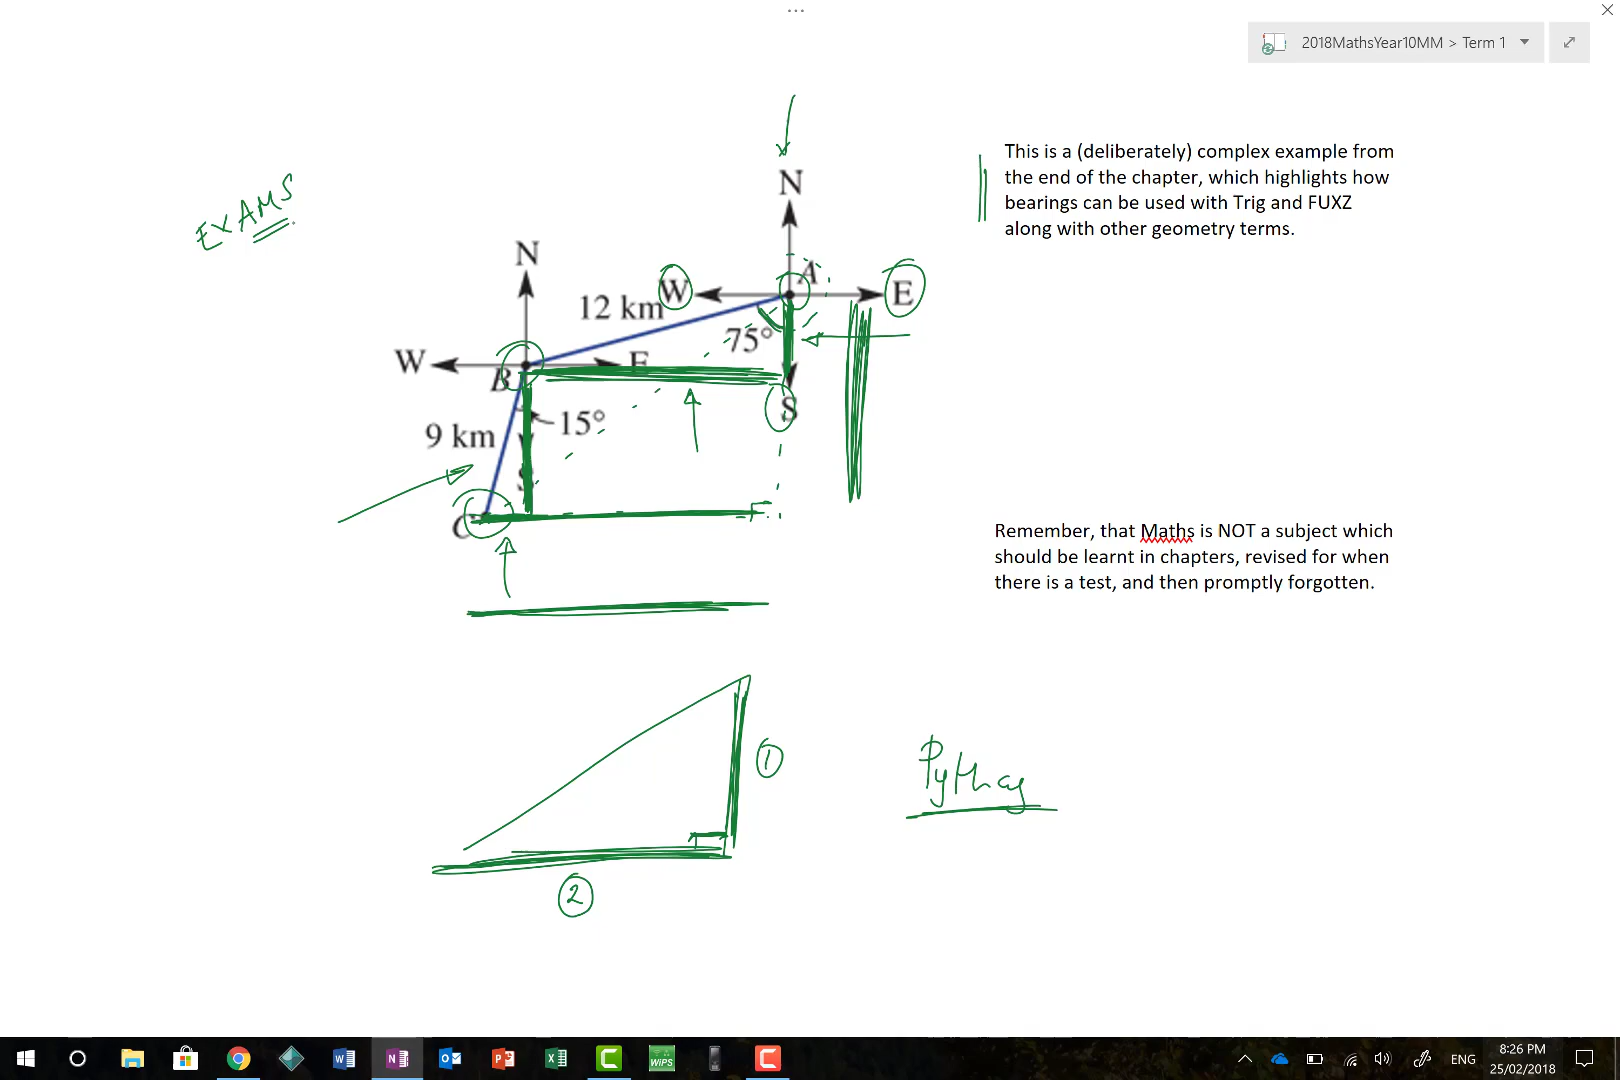 ...
2018MathsYear10MM > Term 1
This is a (deliberately) complex example from
the end of the chapter, which highlights how
bearings can be used with Trig and FUXZ
along with other geometry terms.
EXAMS
N
N
A
W
E
12 km
75°
W
E
B
S
15°
9 km
S
C
Remember, that Maths is NOT a subject which
should be learnt in chapters, revised for when
there is a test, and then promptly forgotten.
1
Pythag
2
WiPS
ENG
8:26 PM
25/02/2018